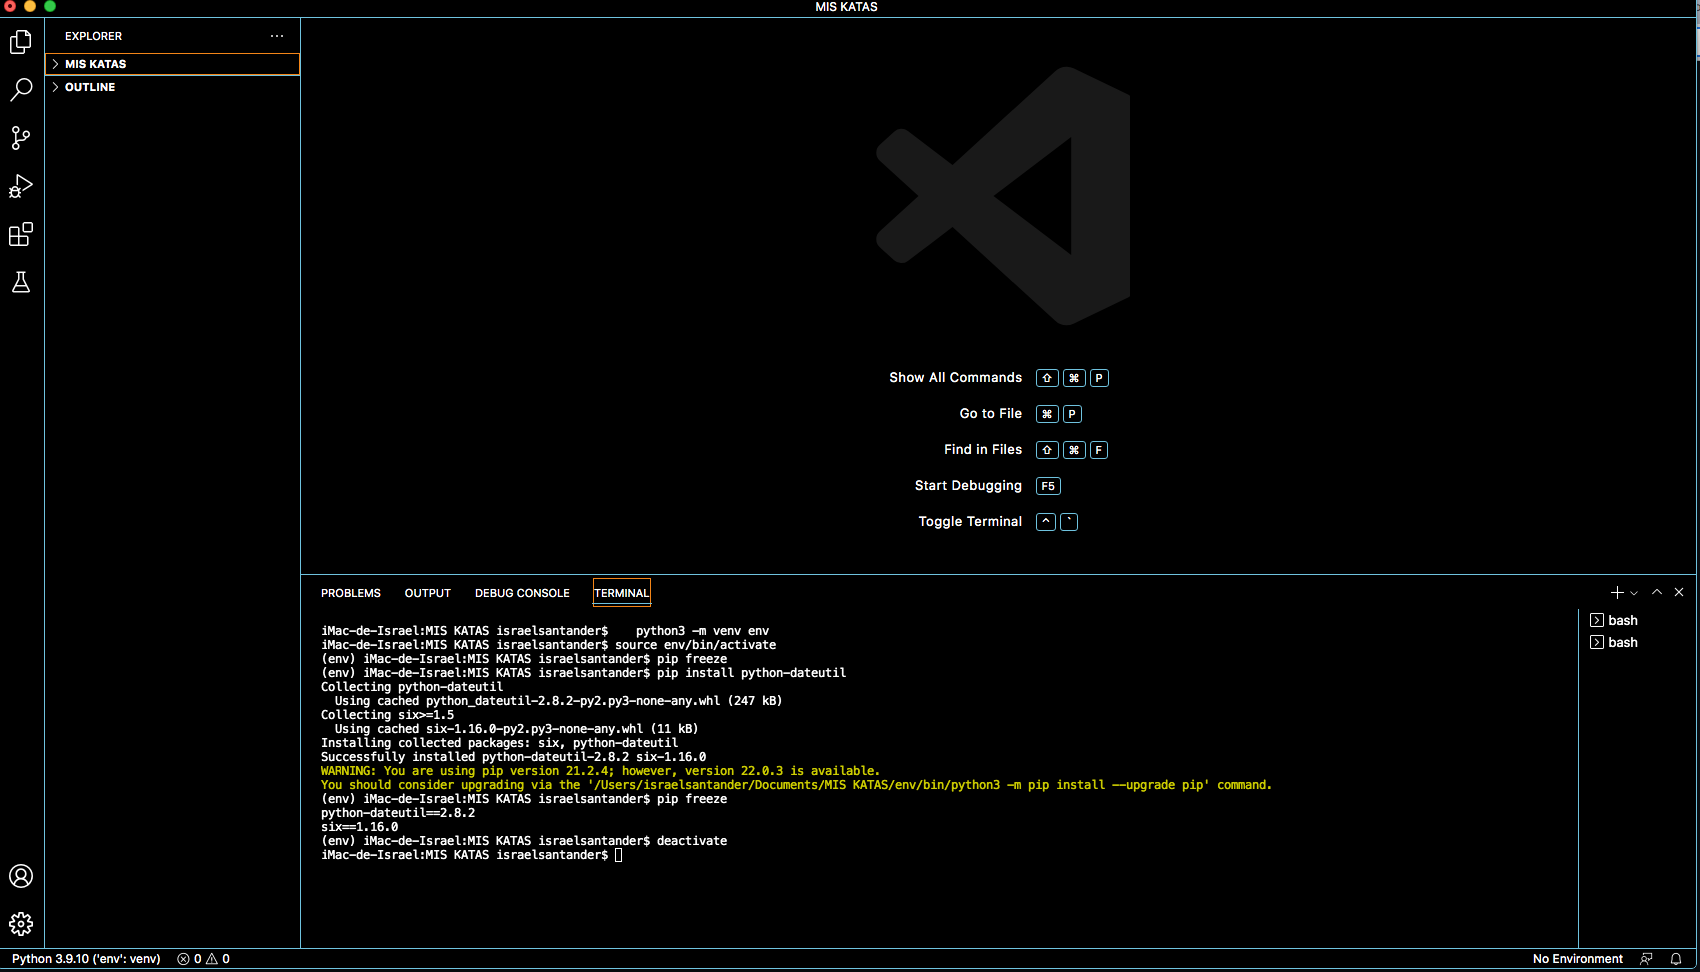 MIS KATAS
EXPLORER
MIS KATAS
OUTLINE
Show All Commands ⇧ ⌘ P
Go to File ⌘ P
Find in Files ⇧ ⌘ F
Start Debugging F5
Toggle Terminal ^ `
PROBLEMS OUTPUT DEBUG CONSOLE TERMINAL
iMac-de-Israel:MIS KATAS israelsantander$    python3 -m venv env
iMac-de-Israel:MIS KATAS israelsantander$ source env/bin/activate
(env) iMac-de-Israel:MIS KATAS israelsantander$ pip freeze
(env) iMac-de-Israel:MIS KATAS israelsantander$ pip install python-dateutil
Collecting python-dateutil
  Using cached python_dateutil-2.8.2-py2.py3-none-any.whl (247 kB)
Collecting six>=1.5
  Using cached six-1.16.0-py2.py3-none-any.whl (11 kB)
Installing collected packages: six, python-dateutil
Successfully installed python-dateutil-2.8.2 six-1.16.0
WARNING: You are using pip version 21.2.4; however, version 22.0.3 is available.
You should consider upgrading via the '/Users/israelsantander/Documents/MIS KATAS/env/bin/python3 -m pip install --upgrade pip' command.
(env) iMac-de-Israel:MIS KATAS israelsantander$ pip freeze
python-dateutil==2.8.2
six==1.16.0
(env) iMac-de-Israel:MIS KATAS israelsantander$ deactivate
iMac-de-Israel:MIS KATAS israelsantander$
bash
bash
Python 3.9.10 ('env': venv) 0 0 No Environment